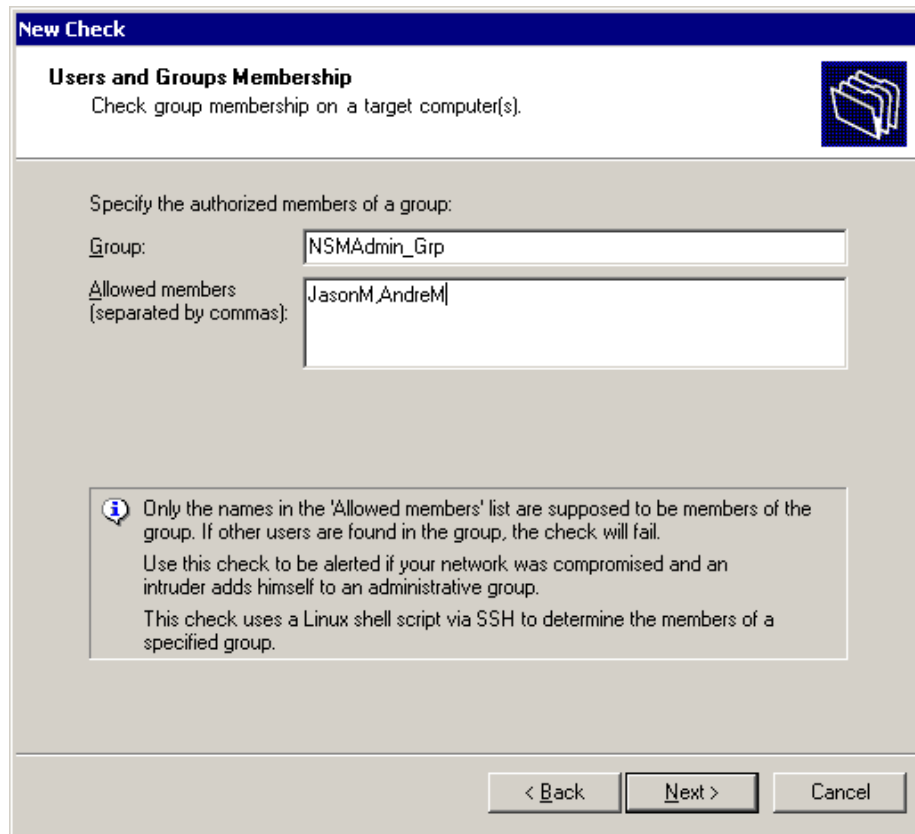 New Check
Users and Groups Membership
Check group membership on a target computer(s).
Specify the authorized members of a group:
Group:
NSMAdmin_Grp
Allowed members
(separated by commas):
JasonM,AndreM
Only the names in the 'Allowed members' list are supposed to be members of the
group. If other users are found in the group, the check will fail.
Use this check to be alerted if your network was compromised and an
intruder adds himself to an administrative group.
This check uses a Linux shell script via SSH to determine the members of a
specified group.
< Back
Next >
Cancel